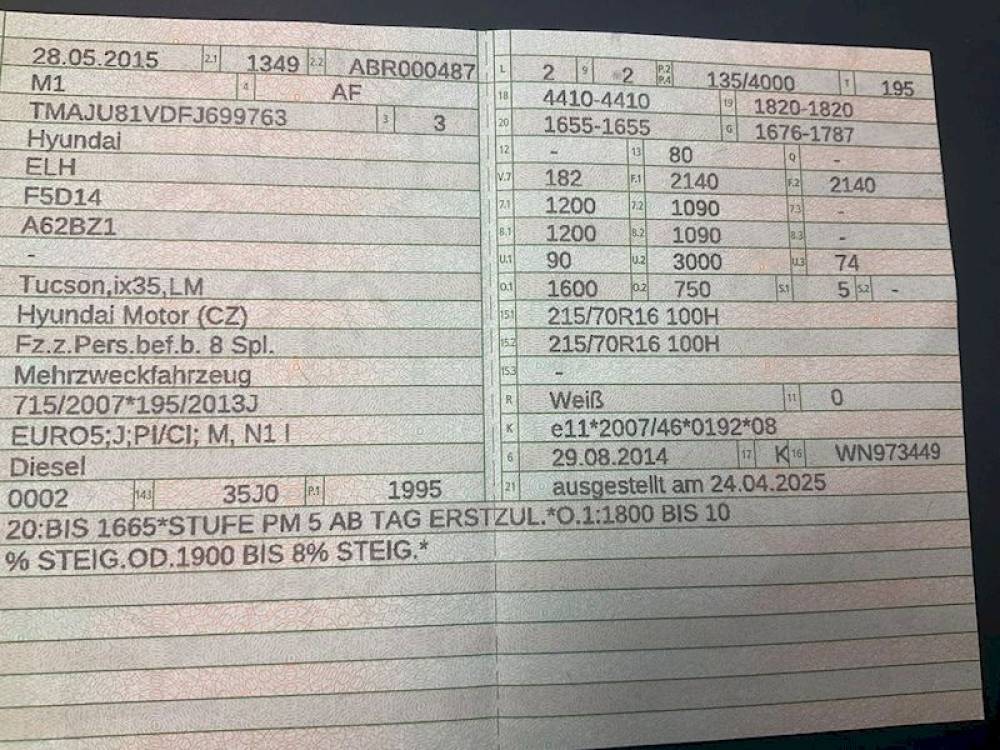 28.05.2015 2.1 1349 2.2 ABR000487
M1 4 AF
TMAJU81VDFJ699763 3 3
Hyundai
ELH
F5D14
A62BZ1
-
Tucson,ix35,LM
Hyundai Motor (CZ)
Fz.z.Pers.bef.b. 8 Spl.
Mehrzweckfahrzeug
715/2007*195/2013J
EURO5;J;PI/CI; M, N1 I
Diesel
0002 14.1 35J0 P.1 1995
L 2 9 2 P.2 P.4 135/4000 T 195
18 4410-4410 19 1820-1820
20 1655-1655 G 1676-1787
12 - 13 80 Q -
V.7 182 F.1 2140 F.2 2140
7.1 1200 7.2 1090 7.3 -
8.1 1200 8.2 1090 8.3 -
U.1 90 U.2 3000 U.3 74
O.1 1600 O.2 750 S.1 5 S.2 -
15.1 215/70R16 100H
15.2 215/70R16 100H
15.3 -
R Weiß 11 0
K e11*2007/46*0192*08
6 29.08.2014 17 K 16 WN973449
21 ausgestellt am 24.04.2025
20:BIS 1665*STUFE PM 5 AB TAG ERSTZUL.*O.1:1800 BIS 10
% STEIG.OD.1900 BIS 8% STEIG.*